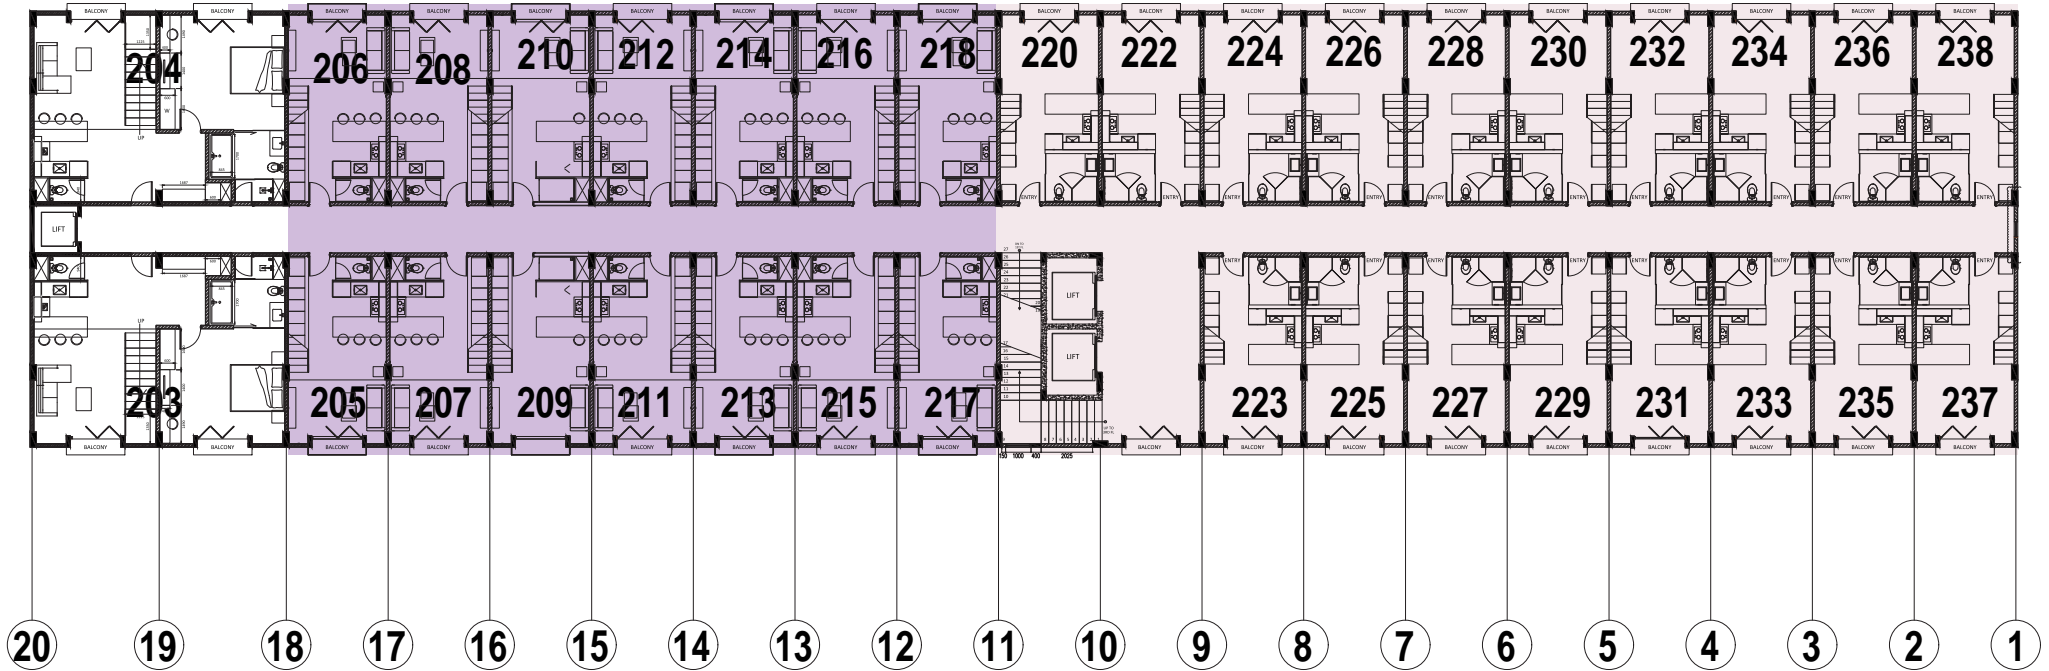 BALCONY BALCONY BALCONY BALCONY BALCONY BALCONY BALCONY BALCONY BALCONY BALCONY BALCONY BALCONY BALCONY BALCONY BALCONY BALCONY BALCONY BALCONY BALCONY
204 206 208 210 212 214 216 218 220 222 224 226 228 230 232 234 236 238
W
UP
ENTRY ENTRY ENTRY ENTRY ENTRY ENTRY ENTRY ENTRY ENTRY ENTRY
LIFT
ENTRY ENTRY ENTRY ENTRY ENTRY ENTRY ENTRY ENTRY
LIFT
UP
LIFT
203 205 207 209 211 213 215 217 223 225 227 229 231 233 235 237
BALCONY BALCONY BALCONY BALCONY BALCONY BALCONY BALCONY BALCONY BALCONY BALCONY BALCONY BALCONY BALCONY BALCONY BALCONY BALCONY BALCONY BALCONY
150 1000 400 2025
20 19 18 17 16 15 14 13 12 11 10 9 8 7 6 5 4 3 2 1